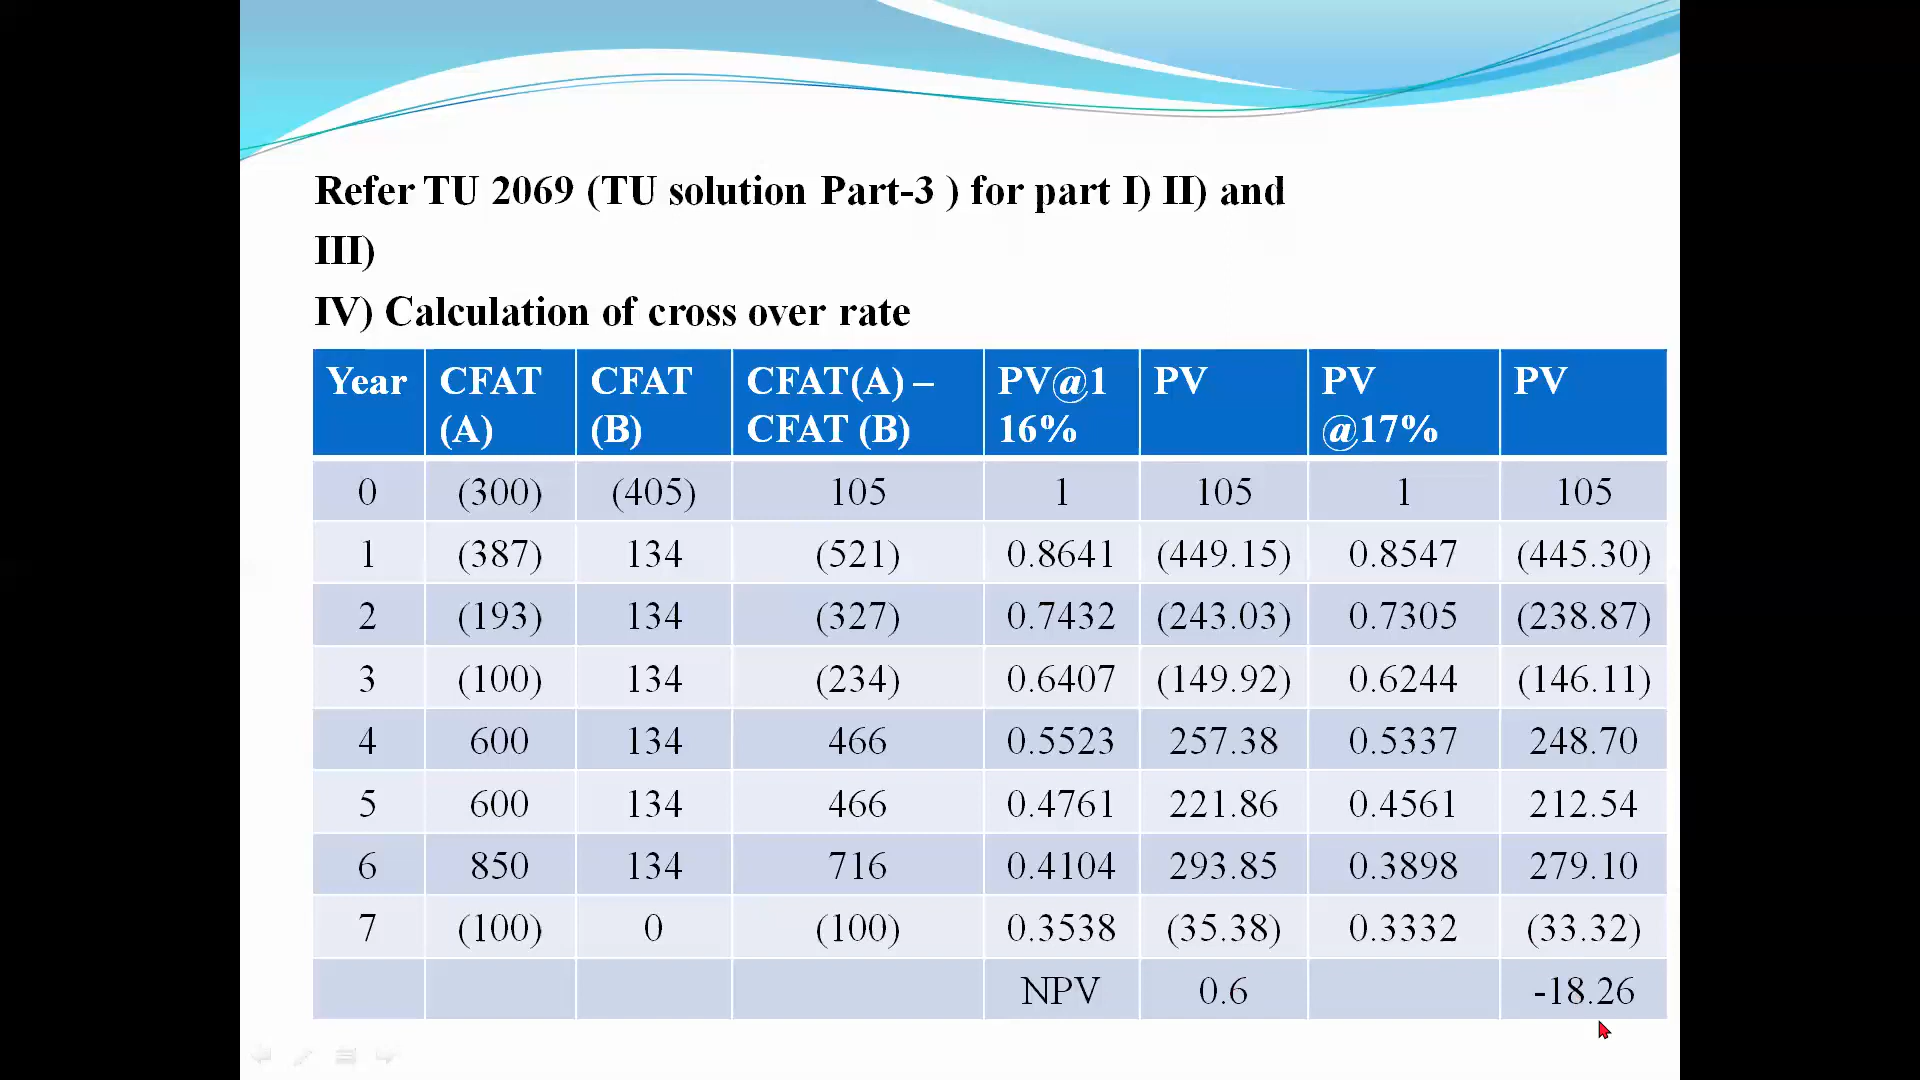 Refer TU 2069 (TU solution Part-3 ) for part I) II) and
III)
IV) Calculation of cross over rate
Year CFAT (A) CFAT (B) CFAT(A) – CFAT (B) PV@1 16% PV PV @17% PV
0 (300) (405) 105 1 105 1 105
1 (387) 134 (521) 0.8641 (449.15) 0.8547 (445.30)
2 (193) 134 (327) 0.7432 (243.03) 0.7305 (238.87)
3 (100) 134 (234) 0.6407 (149.92) 0.6244 (146.11)
4 600 134 466 0.5523 257.38 0.5337 248.70
5 600 134 466 0.4761 221.86 0.4561 212.54
6 850 134 716 0.4104 293.85 0.3898 279.10
7 (100) 0 (100) 0.3538 (35.38) 0.3332 (33.32)
NPV 0.6 -18.26